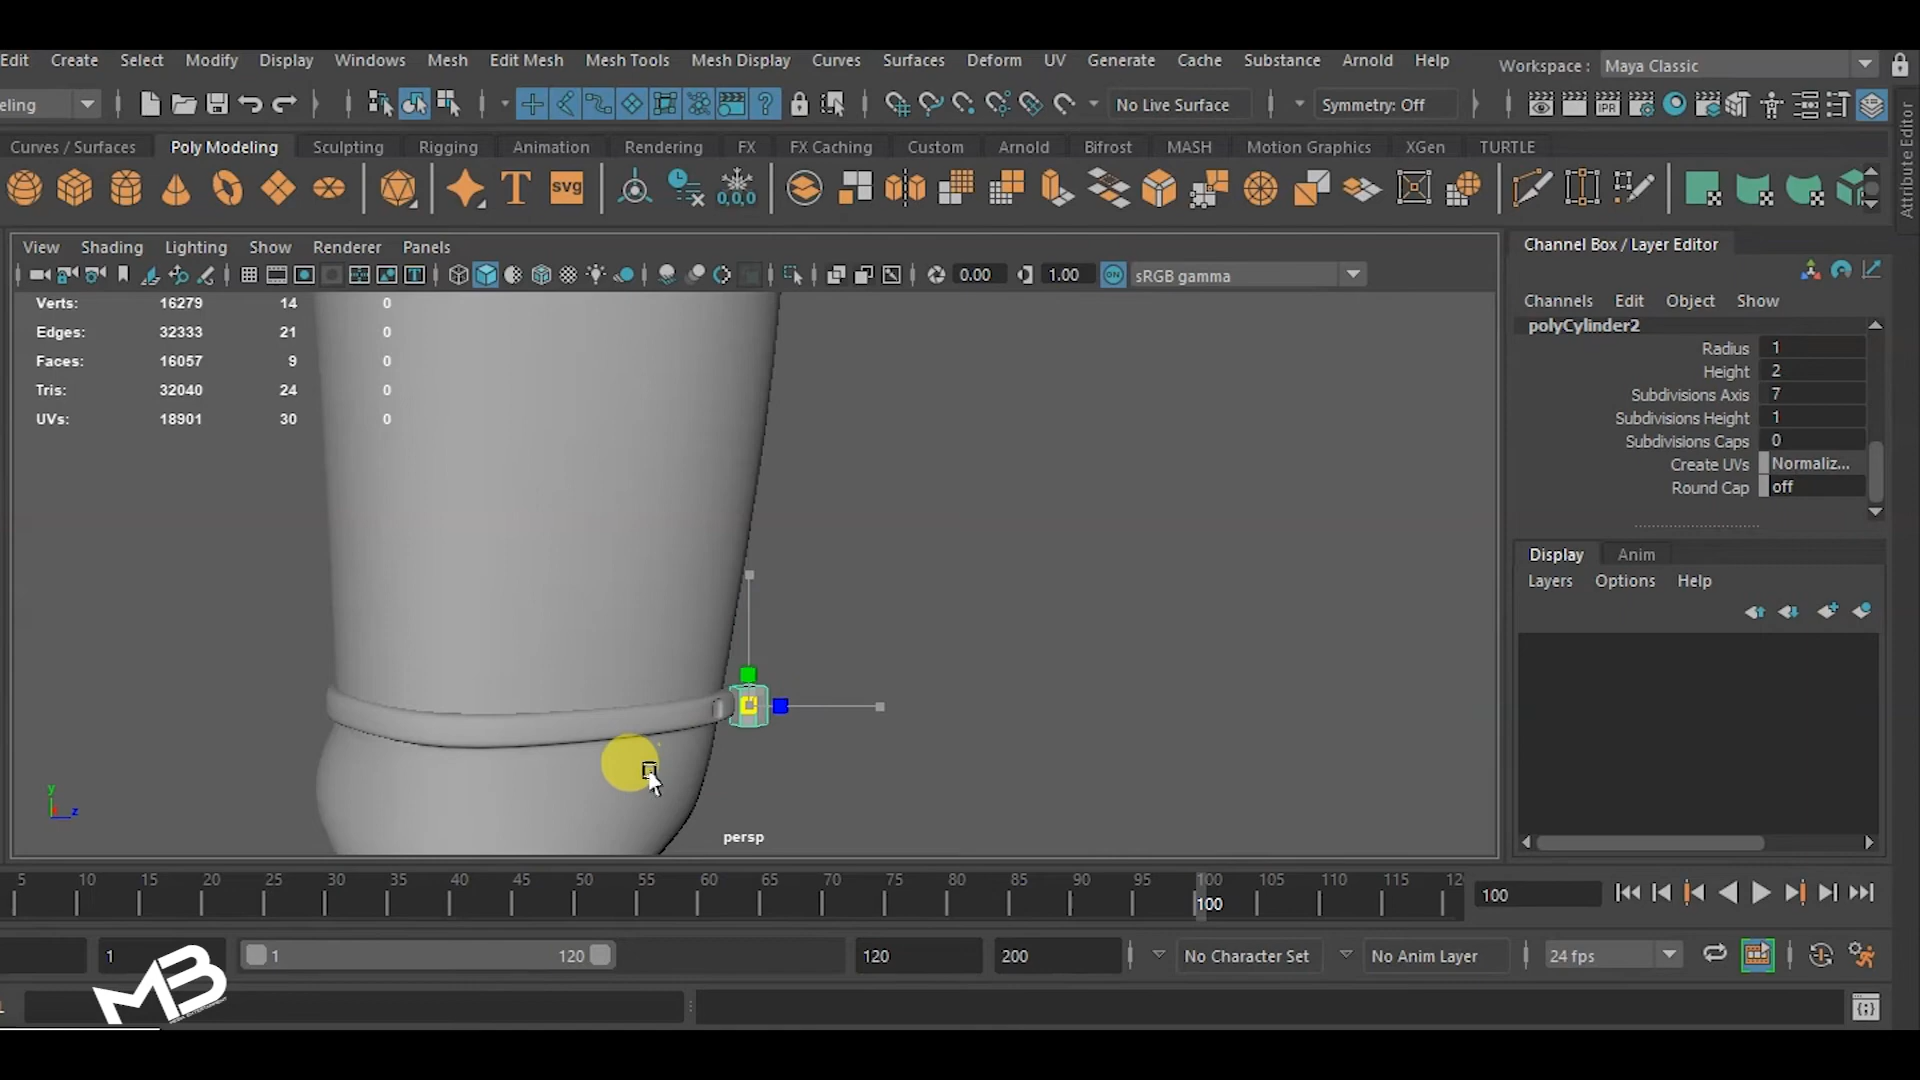 Edit Create Select Modify Display Windows Mesh Edit Mesh Mesh Tools Mesh Display Curves Surfaces Deform UV Generate Cache Substance Arnold Help Workspace : Maya Classic
eling No Live Surface Symmetry: Off
IPR
Curves / Surfaces Poly Modeling Sculpting Rigging Animation Rendering FX FX Caching Custom Arnold Bifrost MASH Motion Graphics XGen TURTLE
T SVG 0,0,0
Attribute Editor
View Shading Lighting Show Renderer Panels
0.00 1.00 ON sRGB gamma
Verts: 16279 14 0
Edges: 32333 21 0
Faces: 16057 9 0
Tris: 32040 24 0
UVs: 18901 30 0
y
z
persp
Channel Box / Layer Editor
Channels Edit Object Show
polyCylinder2
Radius 1
Height 2
Subdivisions Axis 7
Subdivisions Height 1
Subdivisions Caps 0
Create UVs Normaliz...
Round Cap off
Display Anim
Layers Options Help
5 10 15 20 25 30 35 40 45 50 55 60 65 70 75 80 85 90 95 100 105 110 115 12
100
100
1 1 120 120 200 No Character Set No Anim Layer 24 fps
MB